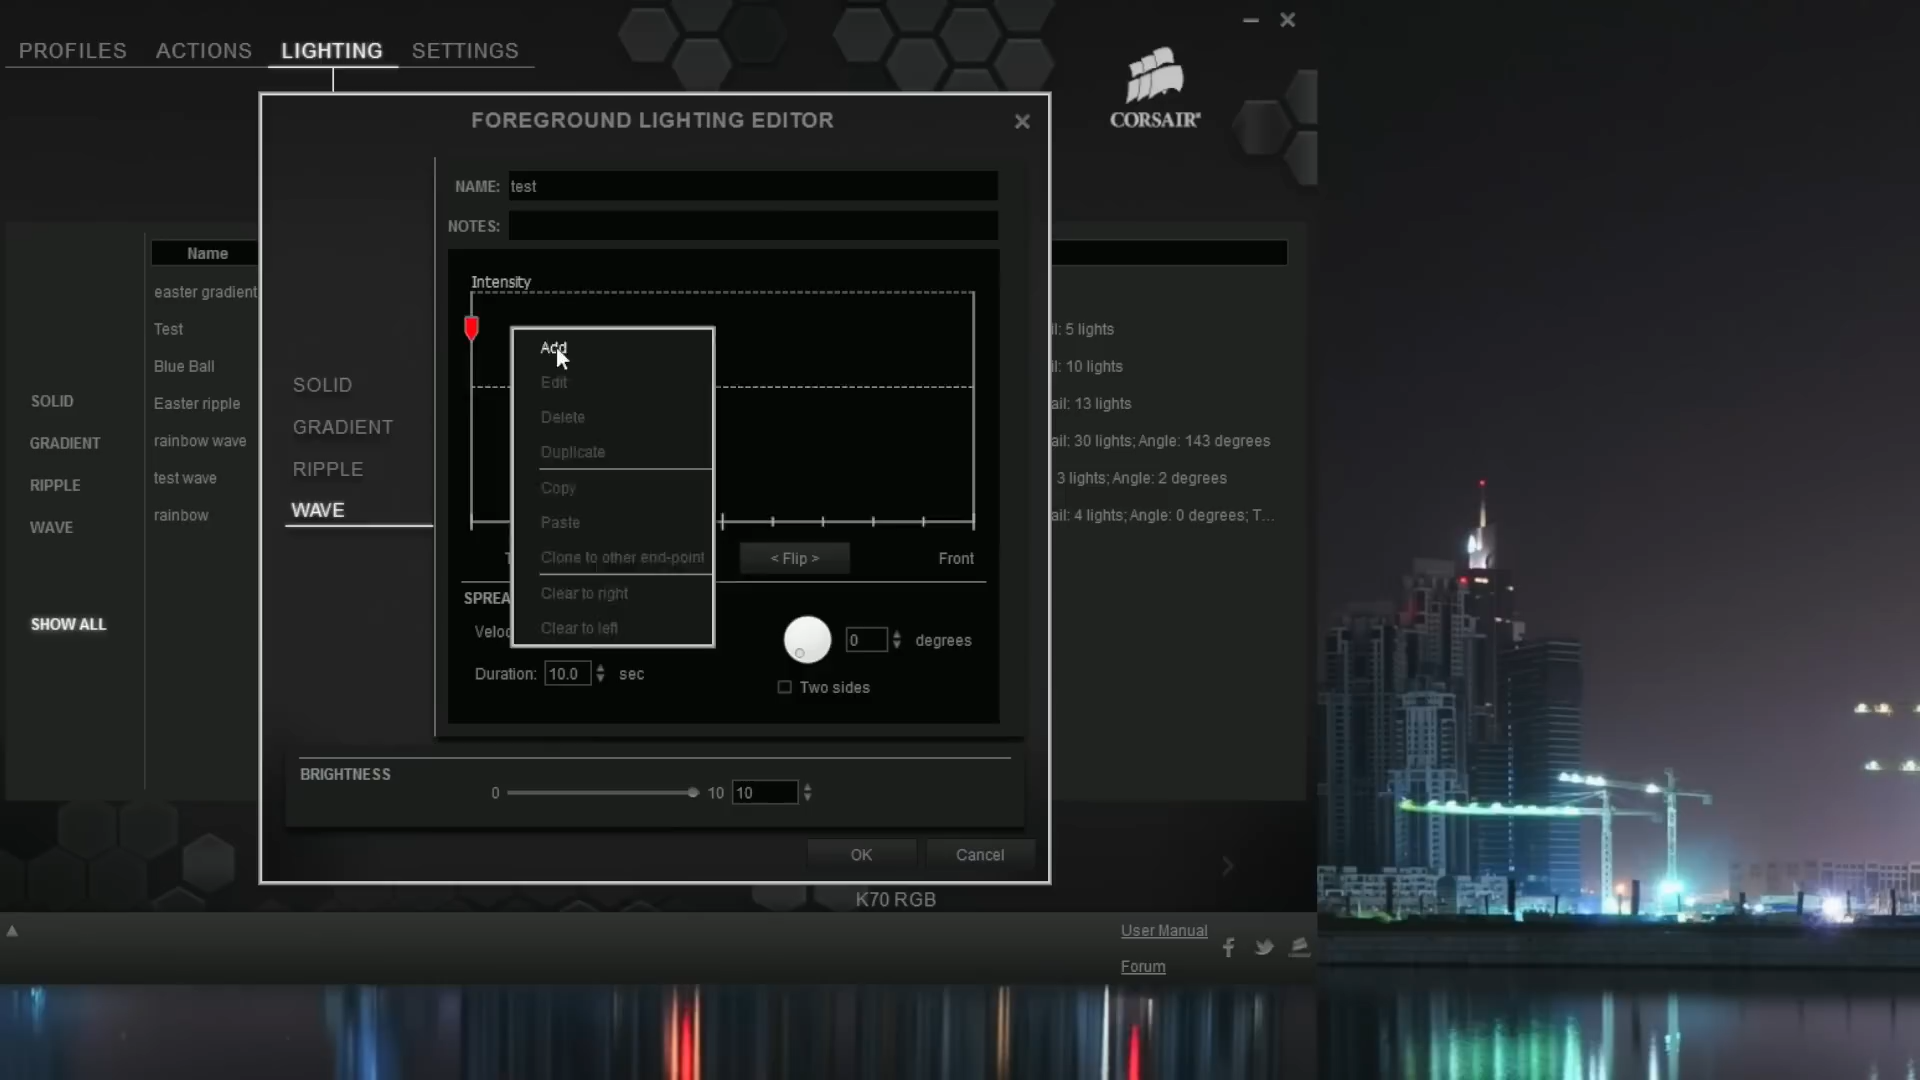 PROFILES ACTIONS LIGHTING SETTINGS
CORSAIR
FOREGROUND LIGHTING EDITOR
NAME: test
NOTES:
Name
easter gradient
Test
Blue Ball
Easter ripple
rainbow wave
test wave
rainbow
SOLID
GRADIENT
RIPPLE
WAVE
SHOW ALL
SOLID
GRADIENT
RIPPLE
WAVE
Intensity
Add
Edit
Delete
Duplicate
Copy
Paste
Clone to other end-point
Clear to right
Clear to left
T
< Flip >
Front
SPREA
Veloc
Duration: 10.0 sec
0 degrees
Two sides
il: 5 lights
il: 10 lights
ail: 13 lights
ail: 30 lights; Angle: 143 degrees
3 lights; Angle: 2 degrees
ail: 4 lights; Angle: 0 degrees; T...
BRIGHTNESS
0 10 10
OK Cancel
K70 RGB
User Manual
Forum